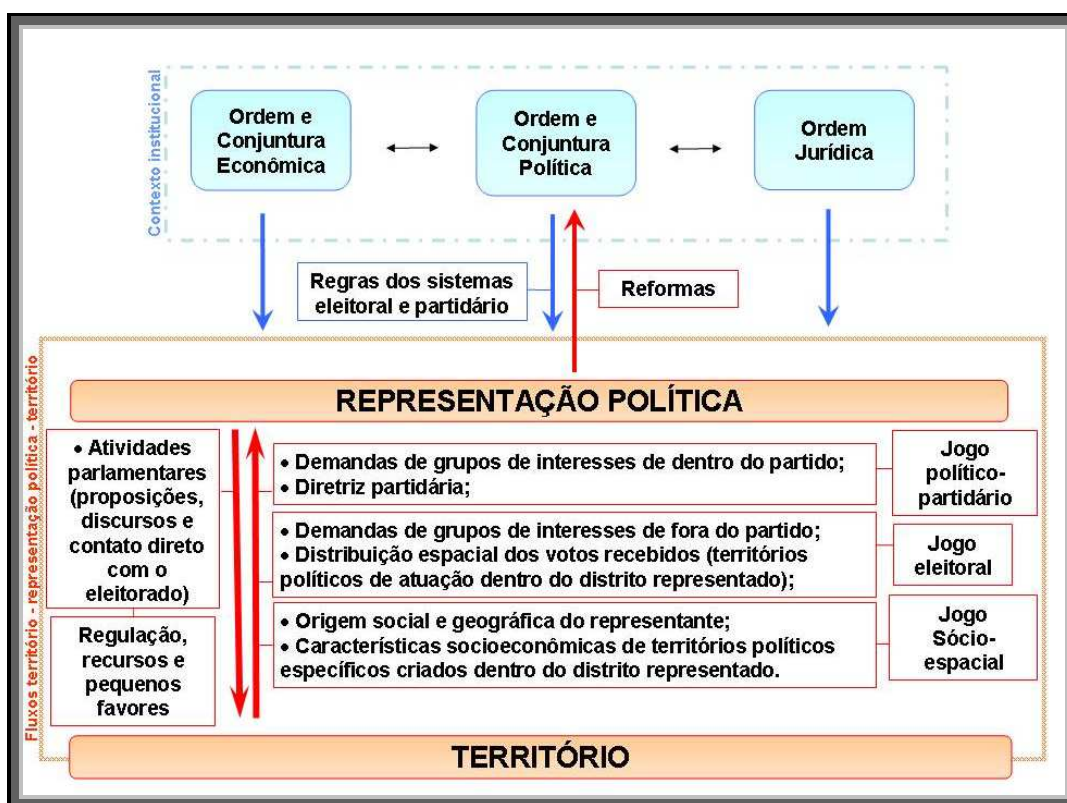 Contexto institucional
Ordem e
Conjuntura
Econômica
Ordem e
Conjuntura
Política
Ordem
Jurídica
Regras dos sistemas
eleitoral e partidário
Reformas
Fluxos território - representação política - território
REPRESENTAÇÃO POLÍTICA
• Atividades
parlamentares
(proposições,
discursos e
contato direto
com o
eleitorado)
Regulação,
recursos e
pequenos
favores
• Demandas de grupos de interesses de dentro do partido;
• Diretriz partidária;
Jogo
político-
partidário
• Demandas de grupos de interesses de fora do partido;
• Distribuição espacial dos votos recebidos (territórios
políticos de atuação dentro do distrito representado);
Jogo
eleitoral
• Origem social e geográfica do representante;
• Características socioeconômicas de territórios políticos
específicos criados dentro do distrito representado.
Jogo
Sócio-
espacial
TERRITÓRIO